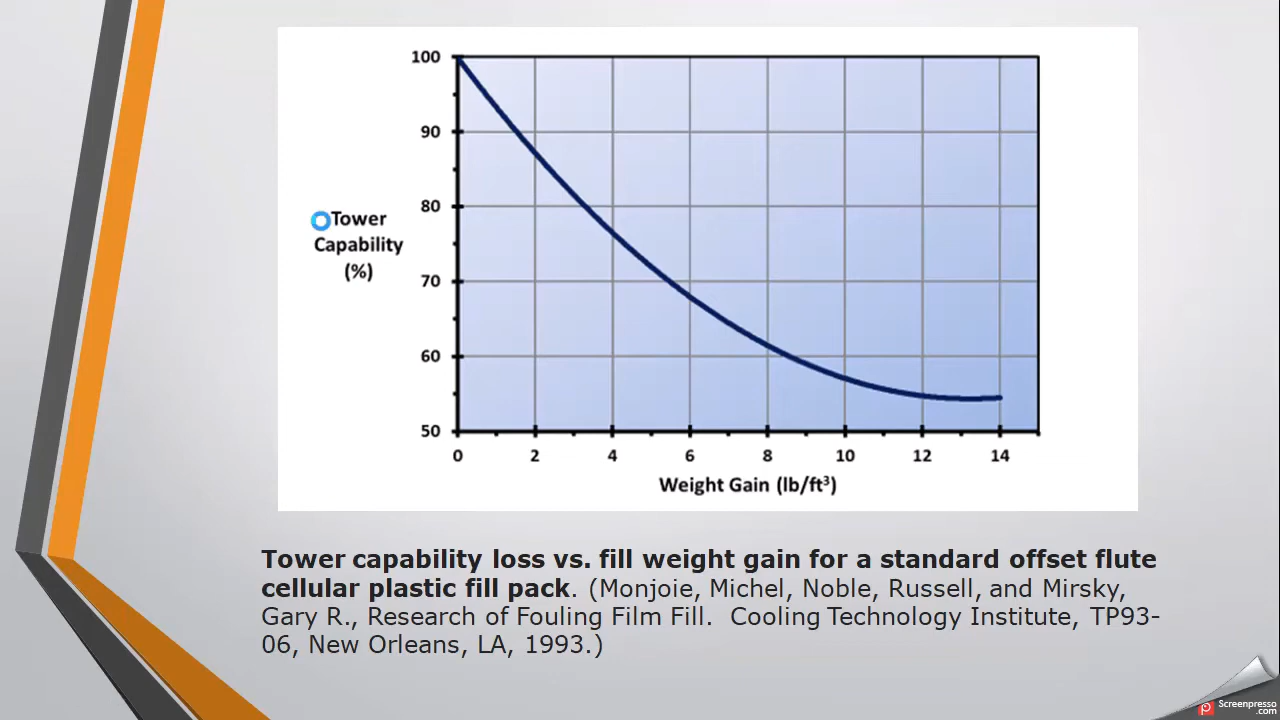 100
90
80
70
60
50
Tower
Capability
(%)
0 2 4 6 8 10 12 14
Weight Gain (lb/ft³)
Tower capability loss vs. fill weight gain for a standard offset flute
cellular plastic fill pack. (Monjoie, Michel, Noble, Russell, and Mirsky,
Gary R., Research of Fouling Film Fill.  Cooling Technology Institute, TP93-
06, New Orleans, LA, 1993.)
Screenpresso
.com